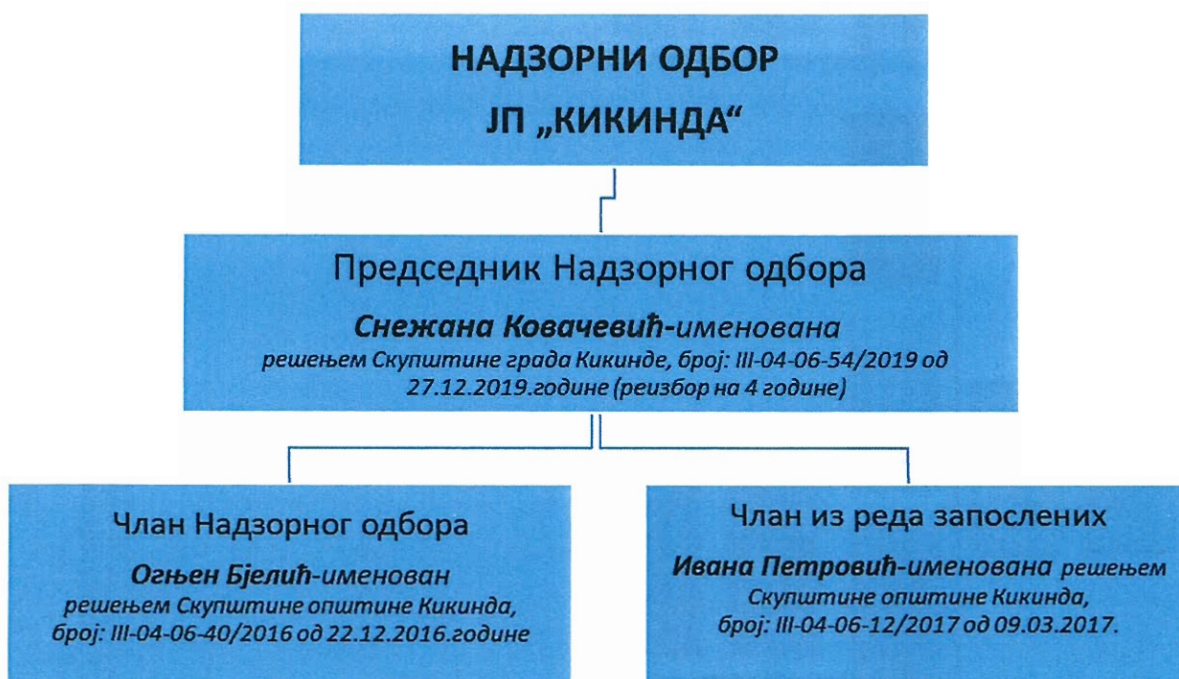 НАДЗОРНИ ОДБОР
ЈП „КИКИНДА“
Председник Надзорног одбора
Снежана Ковачевић-именована
решењем Скупштине града Кикинде, број: III-04-06-54/2019 од
27.12.2019.године (реизбор на 4 године)
Члан Надзорног одбора
Огњен Бјелић-именован
решењем Скупштине општине Кикинда,
број: III-04-06-40/2016 од 22.12.2016.године
Члан из реда запослених
Ивана Петровић-именована решењем
Скупштине општине Кикинда,
број: III-04-06-12/2017 од 09.03.2017.